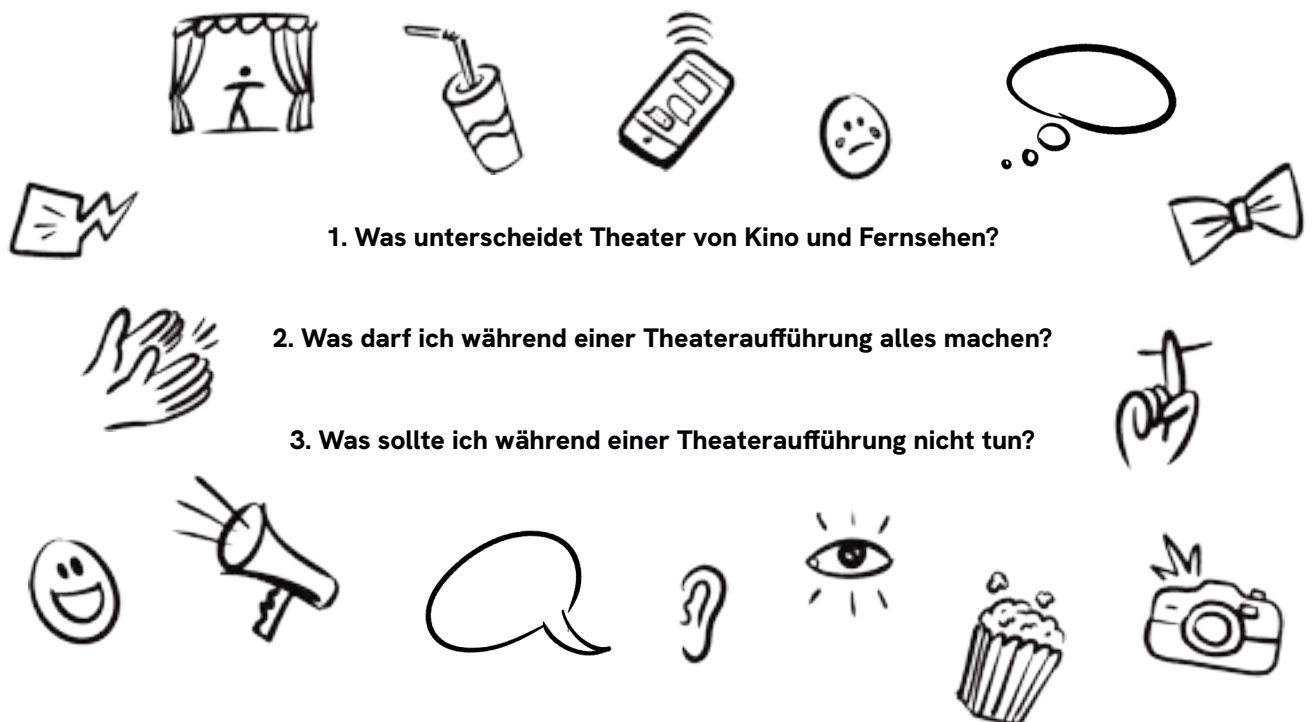 1. Was unterscheidet Theater von Kino und Fernsehen?
2. Was darf ich während einer Theateraufführung alles machen?
3. Was sollte ich während einer Theateraufführung nicht tun?